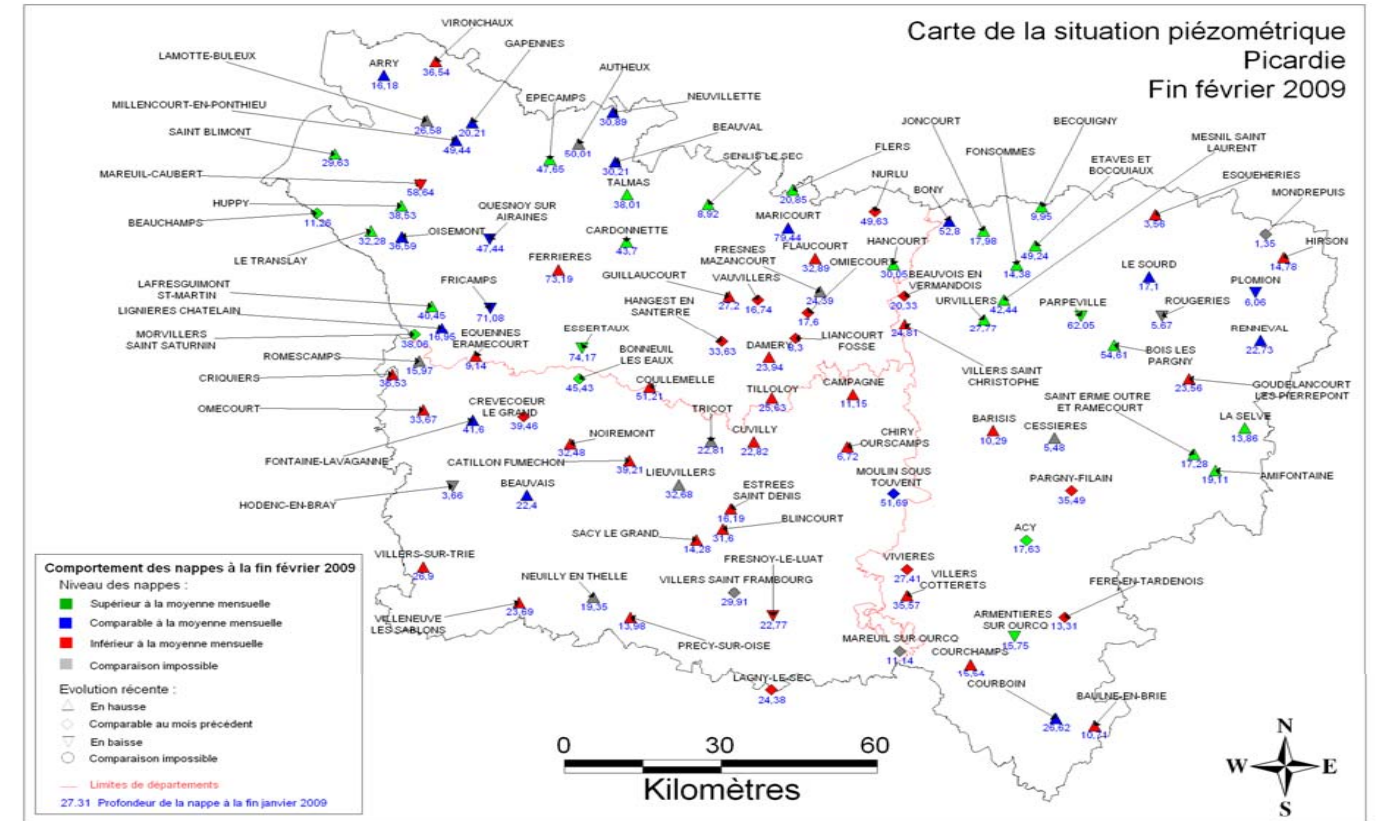 Carte de la situation piézométrique
Picardie
Fin février 2009
VIRONCHAUX
36,54
GAPENNES
20,21
LAMOTTE-BULEUX
26,58
ARRY
16,18
AUTHEUX
50,01
EPECAMPS
47,65
NEUVILLETTE
30,89
MILLENCOURT-EN-PONTHIEU
49,44
BEAUVAL
30,21
SAINT BLIMONT
29,63
SENLIS LE SEC
8,92
FLERS
20,85
JONCOURT
17,98
BECQUIGNY
9,95
FONSOMMES
14,38
MESNIL SAINT
LAURENT
42,44
ETAVES ET
BOCQUIAUX
49,24
ESQUEHERIES
3,56
MONDREPUIS
1,35
MAREUIL-CAUBERT
58,64
TALMAS
38,01
NURLU
49,63
BONY
52,8
HUPPY
38,53
QUESNOY SUR
AIRAINES
47,44
BEAUCHAMPS
11,26
MARICOURT
79,44
OISEMONT
36,59
CARDONNETTE
43,7
HANCOURT
30,05
HIRSON
14,78
LE TRANSLAY
32,28
FERRIERES
73,19
FRESNES
MAZANCOURT
24,39
FLAUCOURT
32,89
OMIECOURT
17,6
LE SOURD
17,1
PLOMION
6,06
LAFRESGUIMONT
ST-MARTIN
40,45
FRICAMPS
71,08
GUILLAUCOURT
27,2
VAUVILLERS
16,74
BEAUVOIS EN
VERMANDOIS
20,33
URVILLERS
27,77
PARPEVILLE
62,05
ROUGERIES
5,67
LIGNIERES CHATELAIN
16,95
HANGEST EN
SANTERRE
33,63
24,81
MORVILLERS
SAINT SATURNIN
38,06
EQUENNES
ERAMECOURT
9,14
ESSERTAUX
74,17
LIANCOURT
FOSSE
RENNEVAL
22,73
ROMESCAMPS
15,97
BONNEUIL
LES EAUX
45,43
DAMERY
23,94
BOIS LES
PARGNY
54,61
CRIQUIERS
COULLEMELLE
51,21
TILLOLOY
25,63
CAMPAGNE
11,15
VILLERS SAINT
CHRISTOPHE
GOUDELANCOURT
LES PIERREPONT
23,56
OMECOURT
33,67
CREVECOEUR
LE GRAND
39,46
41,6
TRICOT
22,81
SAINT ERME OUTRE
ET RAMECOURT
17,28
BARISIS
10,29
CESSIERES
5,48
LA SELVE
13,86
NOIREMONT
32,48
CUVILLY
22,82
CHIRY
OURSCAMPS
6,72
FONTAINE-LAVAGANNE
CATILLON FUMECHON
39,21
LIEUVILLERS
32,68
MOULIN SOUS
TOUVENT
51,69
PARGNY-FILAIN
35,49
AMIFONTAINE
19,11
HODENC-EN-BRAY
3,66
BEAUVAIS
22,4
ESTREES
SAINT DENIS
16,19
BLINCOURT
31,6
SACY LE GRAND
14,28
ACY
17,63
VILLERS-SUR-TRIE
26,9
FRESNOY-LE-LUAT
22,77
VIVIERES
27,41
NEUILLY EN THELLE
19,35
VILLERS SAINT FRAMBOURG
29,91
VILLERS
COTTERETS
35,57
FERE-EN-TARDENOIS
13,31
VILLENEUVE
LES SABLONS
23,69
13,98
PRECY-SUR-OISE
ARMENTIERES
SUR OURCQ
15,75
MAREUIL SUR OURCQ
11,14
COURCHAMPS
LAGNY-LE-SEC
24,38
COURBOIN
26,62
BAULNE-EN-BRIE
Comportement des nappes à la fin février 2009
Niveau des nappes :
Supérieur à la moyenne mensuelle
Comparable à la moyenne mensuelle
Inférieur à la moyenne mensuelle
Comparaison impossible
Evolution récente :
En hausse
Comparable au mois précédent
En baisse
Comparaison impossible
Limites de départements
27.31 Profondeur de la nappe à la fin janvier 2009
0 30 60
Kilomètres
N
W E
S